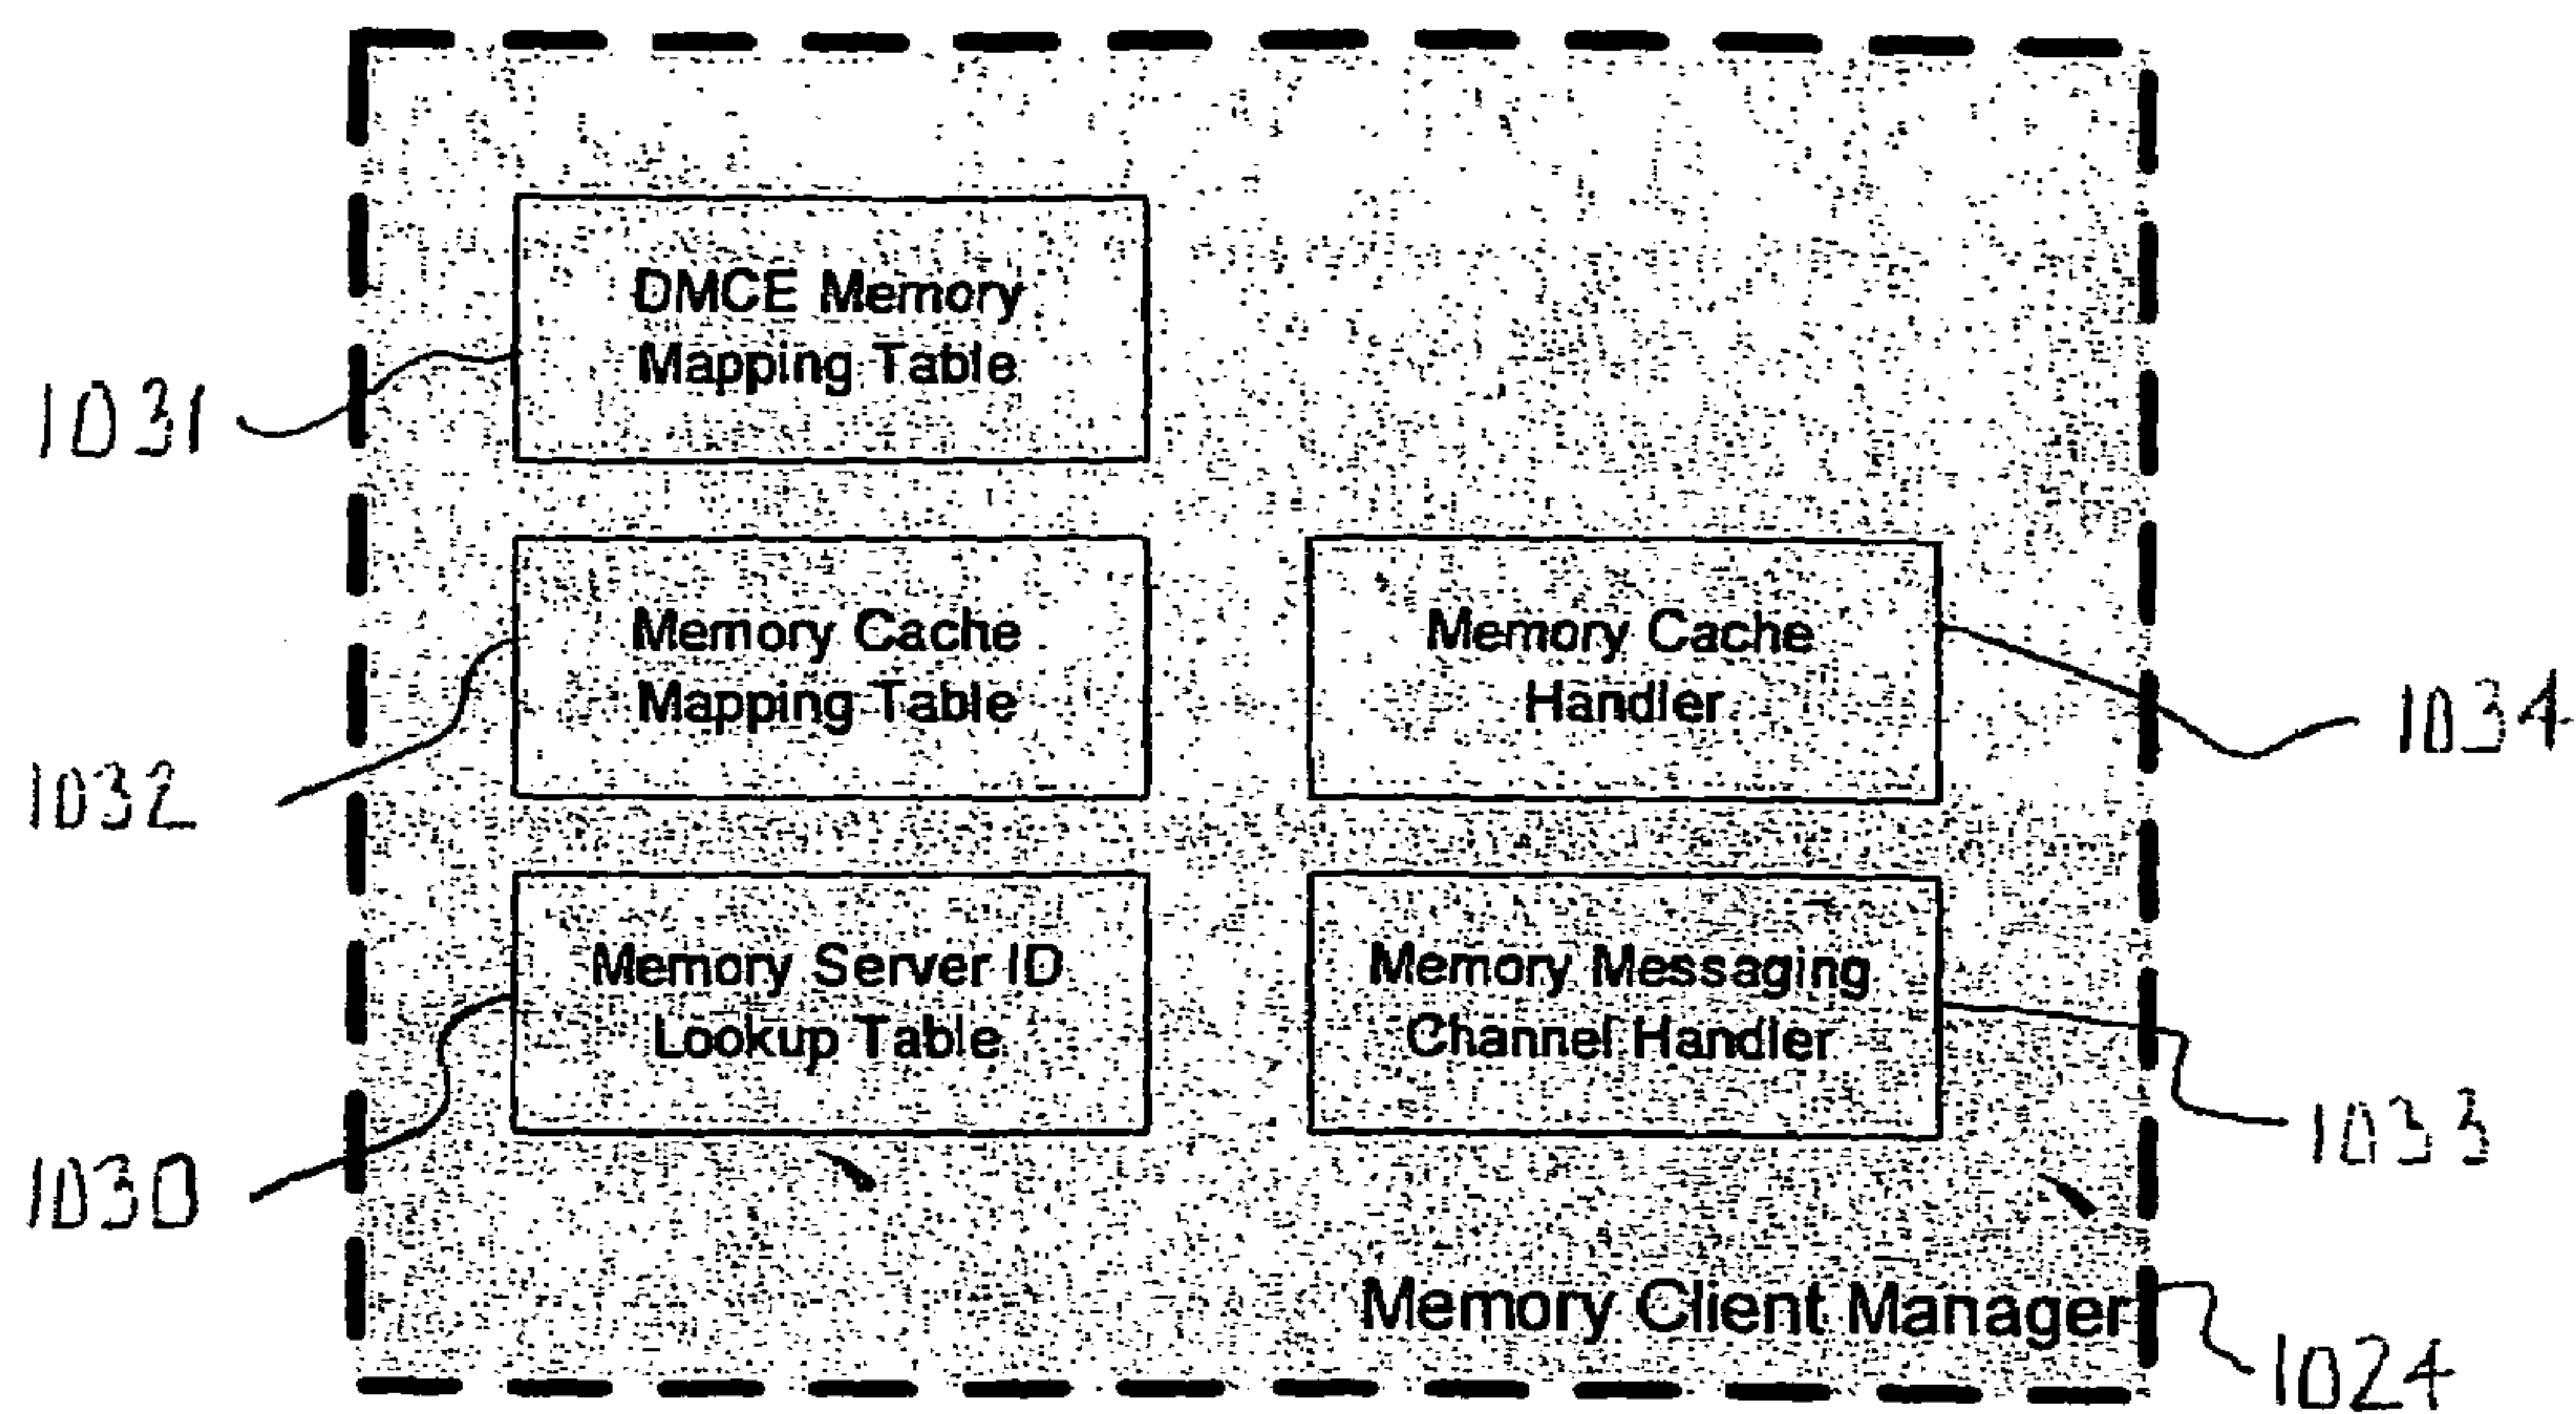 DMCE Memory
Mapping Table
1031
Memory Cache
Mapping Table
1032
Memory Cache
Handler
1034
Memory Server ID
Lookup Table
1030
Memory Messaging
Channel Handler
1033
Memory Client Manager
1024